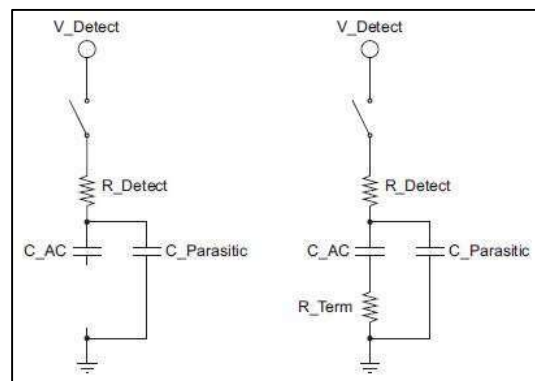 V_Detect V_Detect
R_Detect R_Detect
C_AC C_Parasitic C_AC C_Parasitic
R_Term